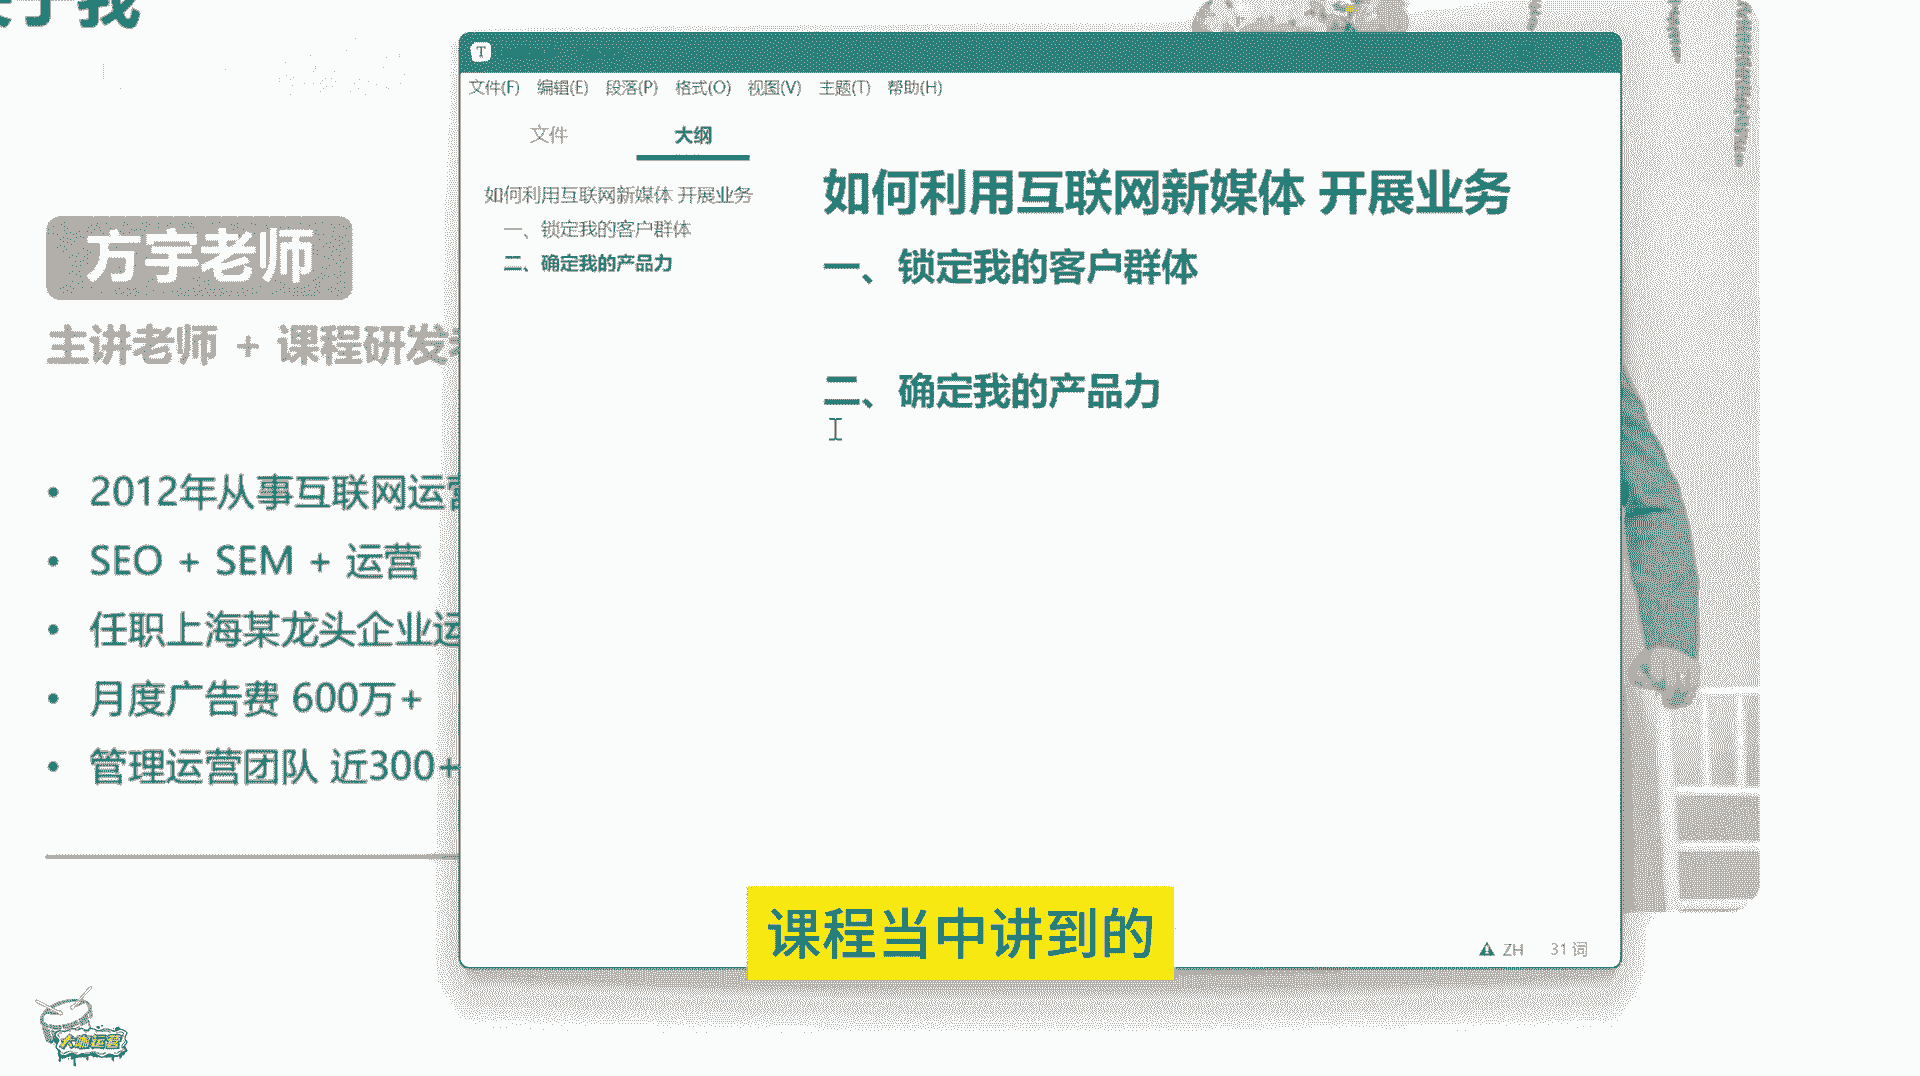 方宇老师
主讲老师 + 课程研发
2012年从事互联网运营
SEO + SEM + 运营
任职上海某龙头企业运
月度广告费 600万+
管理运营团队 近300+
大咖运营
T
文件(F) 编辑(E) 段落(P) 格式(O) 视图(V) 主题(T) 帮助(H)
文件 大纲
如何利用互联网新媒体 开展业务
一、锁定我的客户群体
二、确定我的产品力
如何利用互联网新媒体 开展业务
一、锁定我的客户群体
二、确定我的产品力
ZH 31 词
课程当中讲到的